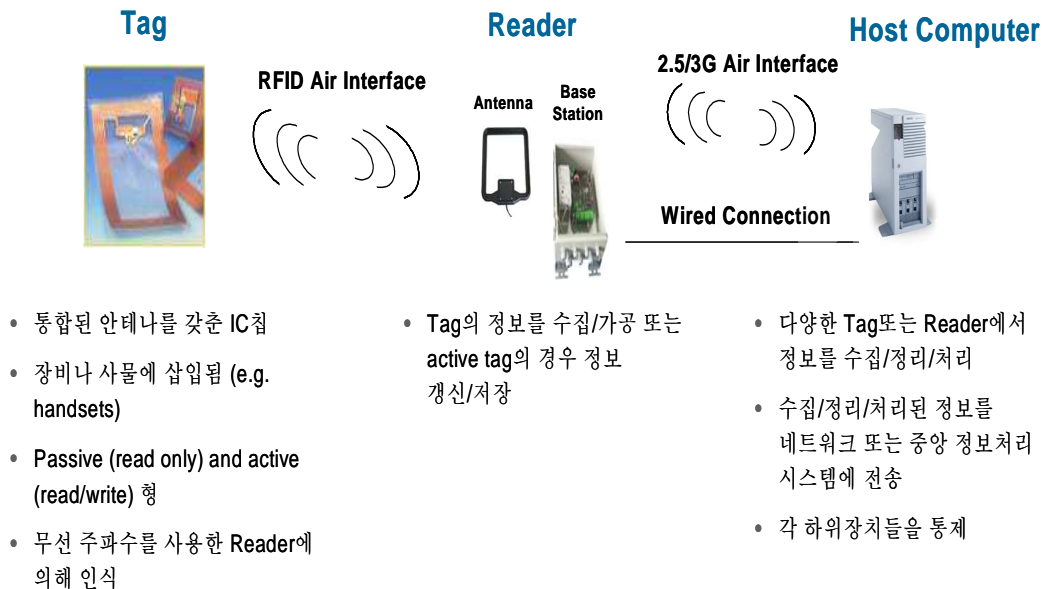 Tag
Reader
Host Computer
RFID Air Interface
2.5/3G Air Interface
Antenna
Base
Station
Wired Connection
• 통합된 안테나를 갖춘 IC칩
• 장비나 사물에 삽입됨 (e.g.
handsets)
• Passive (read only) and active
(read/write) 형
• 무선 주파수를 사용한 Reader에
의해 인식
• Tag의 정보를 수집/가공 또는
active tag의 경우 정보
갱신/저장
• 다양한 Tag또는 Reader에서
정보를 수집/정리/처리
• 수집/정리/처리된 정보를
네트워크 또는 중앙 정보처리
시스템에 전송
• 각 하위장치들을 통제